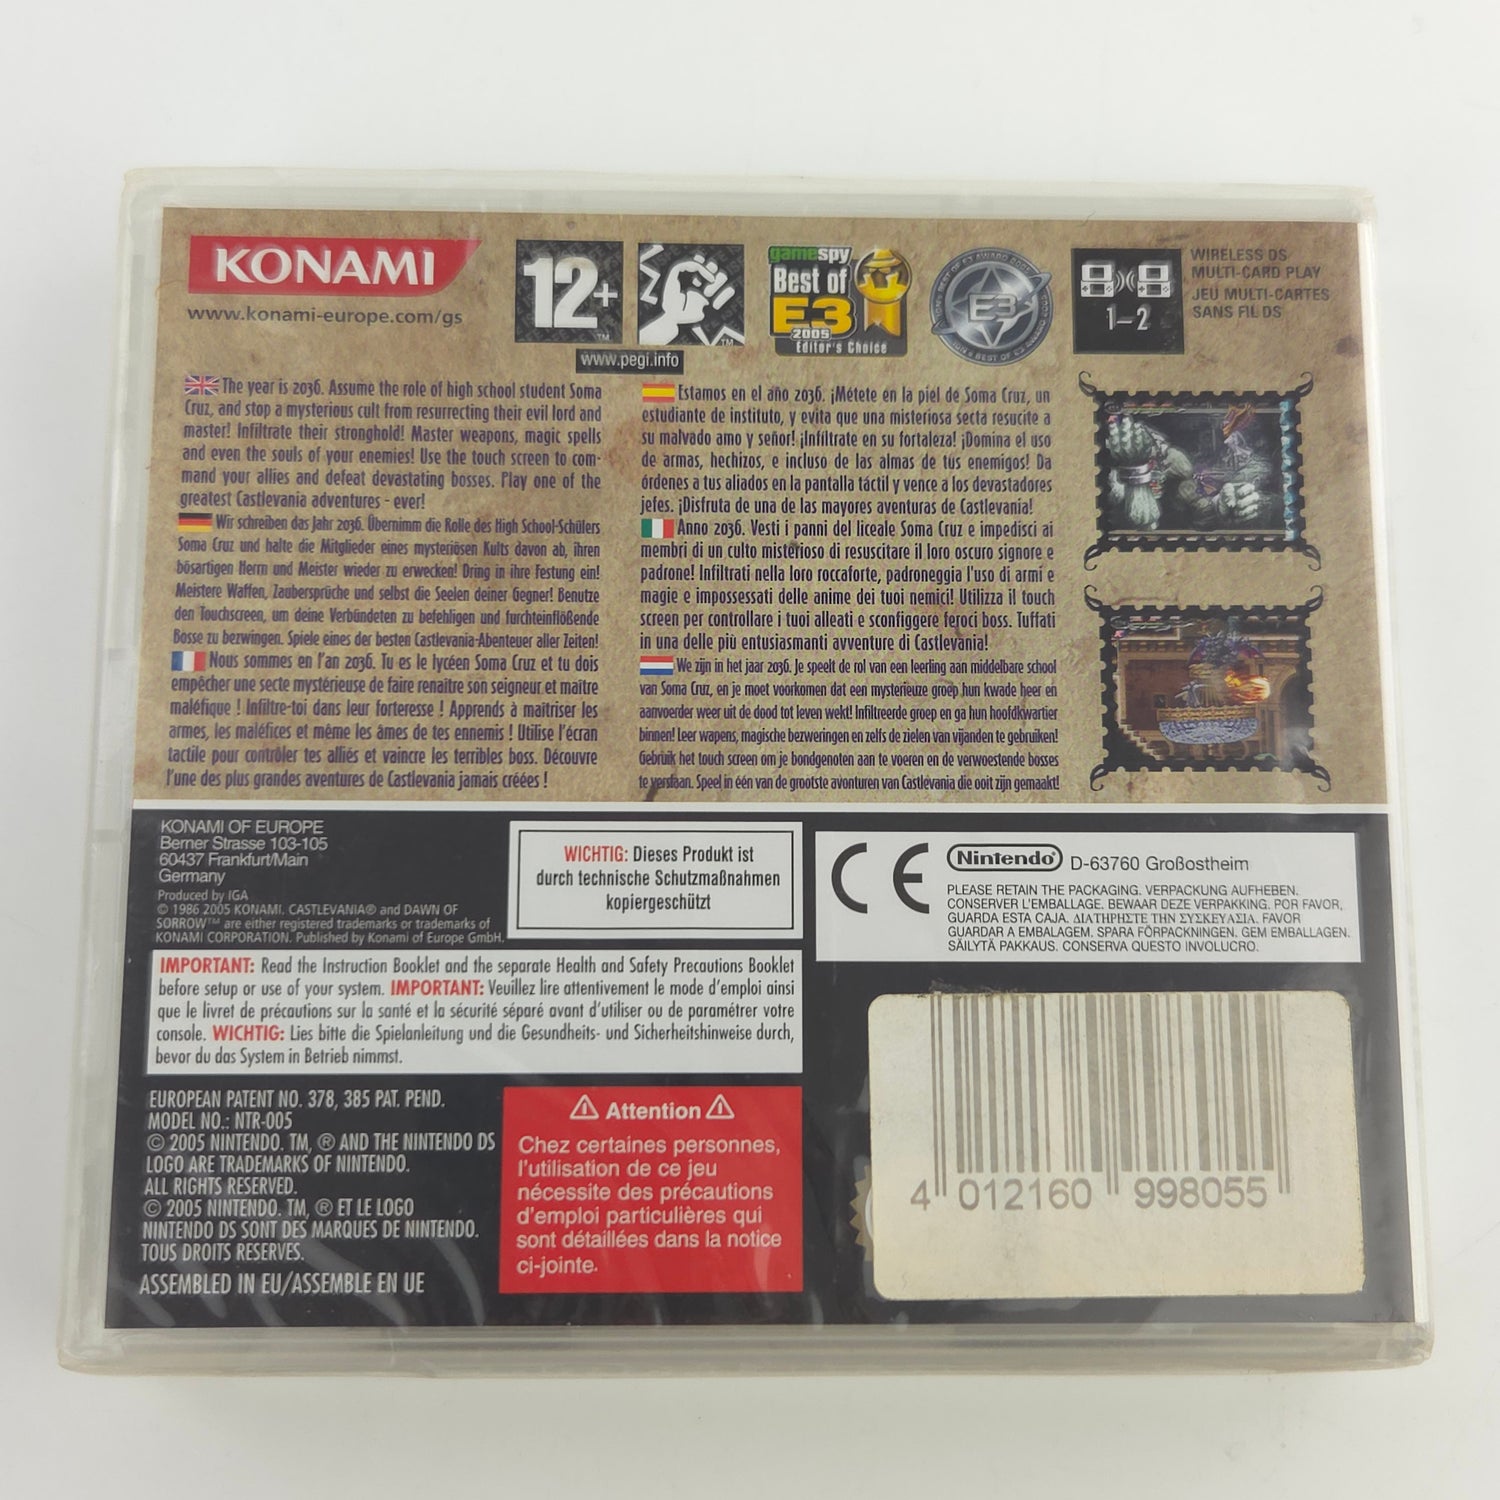 KONAMI
www.konami-europe.com/gs
12+
TM
TM
www.pegi.info
gamespy
Best of
E3
2005
Editor's Choice
E3
1-2
WIRELESS DS
MULTI-CARD PLAY
JEU MULTI-CARTES
SANS FIL DS
The year is 2036. Assume the role of high school student Soma
Cruz, and stop a mysterious cult from resurrecting their evil lord and
master! Infiltrate their stronghold! Master weapons, magic spells
and even the souls of your enemies! Use the touch screen to com-
mand your allies and defeat devastating bosses. Play one of the
greatest Castlevania adventures - ever!
Wir schreiben das Jahr 2036. Übernimm die Rolle des High School-Schülers
Soma Cruz und halte die Mitglieder eines mysteriösen Kults davon ab, ihren
bösartigen Herrn und Meister wieder zu erwecken! Dring in ihre Festung ein!
Meistere Waffen, Zaubersprüche und selbst die Seelen deiner Gegner! Benutze
den Touchscreen, um deine Verbündeten zu befehligen und furchteinflößende
Bosse zu bezwingen. Spiele eines der besten Castlevania-Abenteuer aller Zeiten!
Nous sommes en l'an 2036. Tu es le lycéen Soma Cruz et tu dois
empêcher une secte mystérieuse de faire renaître son seigneur et maître
maléfique ! Infiltre-toi dans leur forteresse ! Apprends à maîtriser les
armes, les maléfices et même les âmes de tes ennemis ! Utilise l'écran
tactile pour contrôler tes alliés et vaincre les terribles boss. Découvre
l'une des plus grandes aventures de Castlevania jamais créées !
Estamos en el año 2036. ¡Métete en la piel de Soma Cruz, un
estudiante de instituto, y evita que una misteriosa secta resucite a
su malvado amo y señor! ¡Infíltrate en su fortaleza! ¡Domina el uso
de armas, hechizos, e incluso de las almas de tus enemigos! Da
órdenes a tus aliados en la pantalla táctil y vence a los devastadores
jefes. ¡Disfruta de una de las mayores aventuras de Castlevania!
Anno 2036. Vesti i panni del liceale Soma Cruz e impedisci ai
membri di un culto misterioso di resuscitare il loro oscuro signore e
padrone! Infiltrati nella loro roccaforte, padroneggia l'uso di armi e
magie e impossessati delle anime dei tuoi nemici! Utilizza il touch
screen per controllare i tuoi alleati e sconfiggere feroci boss. Tuffati
in una delle più entusiasmanti avventure di Castlevania!
We zijn in het jaar 2036. Je speelt de rol van een leerling aan middelbare school
van Soma Cruz, en je moet voorkomen dat een mysterieuze groep hun kwade heer en
aanvoerder weer uit de dood tot leven wekt! Infiltreerde groep en ga hun hoofdkwartier
binnen! Leer wapens, magische bezweringen en zelfs de zielen van vijanden te gebruiken!
Gebruik het touch screen om je bondgenoten aan te voeren en de verwoestende bosses
te verslaan. Speel in één van de grootste avonturen van Castlevania die ooit zijn gemaakt!
KONAMI OF EUROPE
Berner Strasse 103-105
60437 Frankfurt/Main
Germany
Produced by IGA
© 1986 2005 KONAMI. CASTLEVANIA® and DAWN OF
SORROW™ are either registered trademarks or trademarks of
KONAMI CORPORATION. Published by Konami of Europe GmbH.
WICHTIG: Dieses Produkt ist
durch technische Schutzmaßnahmen
kopiergeschützt
CE
Nintendo® D-63760 Großostheim
PLEASE RETAIN THE PACKAGING. VERPACKUNG AUFHEBEN.
CONSERVER L'EMBALLAGE. BEWAAR DEZE VERPAKKING. POR FAVOR,
GUARDA ESTA CAJA. ΔΙΑΤΗΡΗΣΤΕ ΤΗΝ ΣΥΣΚΕΥΑΣΙΑ. FAVOR
GUARDAR A EMBALAGEM. SPARA FÖRPACKNINGEN. GEM EMBALLAGEN.
SÄILYTÄ PAKKAUS. CONSERVA QUESTO INVOLUCRO.
IMPORTANT: Read the Instruction Booklet and the separate Health and Safety Precautions Booklet
before setup or use of your system. IMPORTANT: Veuillez lire attentivement le mode d'emploi ainsi
que le livret de précautions sur la santé et la sécurité séparé avant d'utiliser ou de paramétrer votre
console. WICHTIG: Lies bitte die Spielanleitung und die Gesundheits- und Sicherheitshinweise durch,
bevor du das System in Betrieb nimmst.
EUROPEAN PATENT NO. 378, 385 PAT. PEND.
MODEL NO.: NTR-005
© 2005 NINTENDO. TM, ® AND THE NINTENDO DS
LOGO ARE TRADEMARKS OF NINTENDO.
ALL RIGHTS RESERVED.
© 2005 NINTENDO. TM, ® ET LE LOGO
NINTENDO DS SONT DES MARQUES DE NINTENDO.
TOUS DROITS RESERVES.
ASSEMBLED IN EU/ASSEMBLE EN UE
Attention
Chez certaines personnes,
l'utilisation de ce jeu
nécessite des précautions
d'emploi particulières qui
sont détaillées dans la notice
ci-jointe.
4 012160 998055